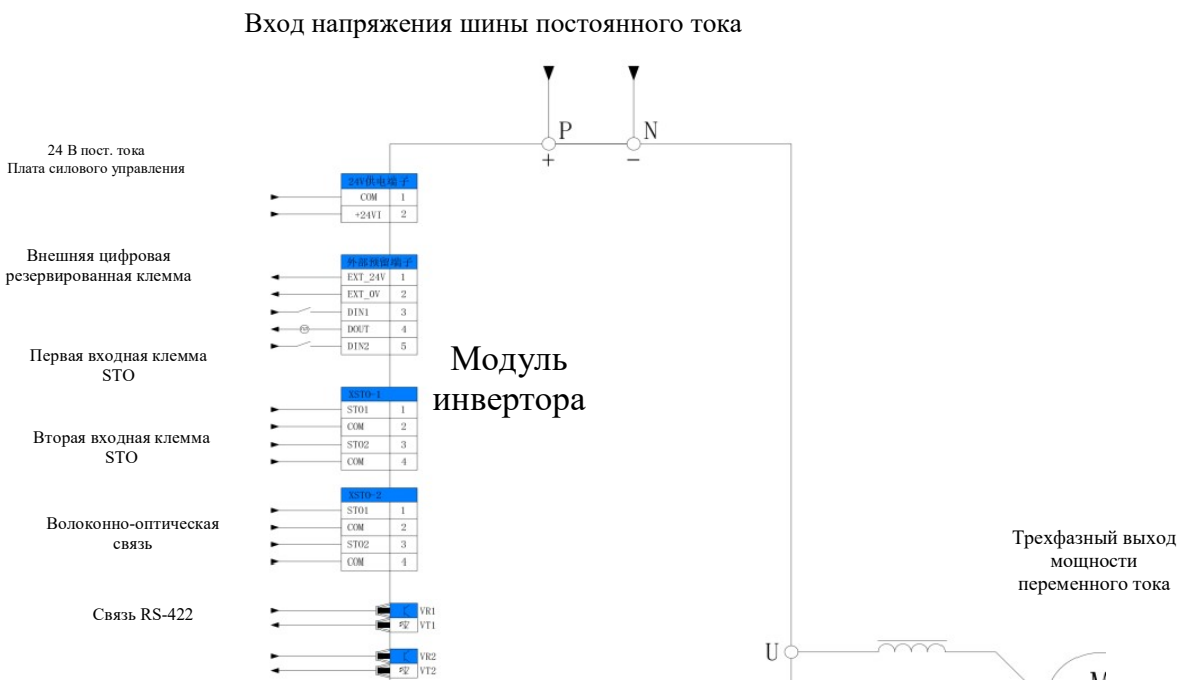 Вход напряжения шины постоянного тока
P
N
+
−
24 В пост. тока
Плата силового управления
24V供电端子
COM 1
+24VI 2
Внешняя цифровая
резервированная клемма
外部预留端子
EXT_24V 1
EXT_0V 2
DIN1 3
DOUT 4
DIN2 5
Модуль
инвертора
Первая входная клемма
STO
XSTO-1
STO1 1
COM 2
STO2 3
COM 4
Вторая входная клемма
STO
XSTO-2
STO1 1
COM 2
STO2 3
COM 4
Волоконно-оптическая
связь
Трехфазный выход
мощности
переменного тока
Связь RS-422
VR1
VT1
VR2
VT2
U
M